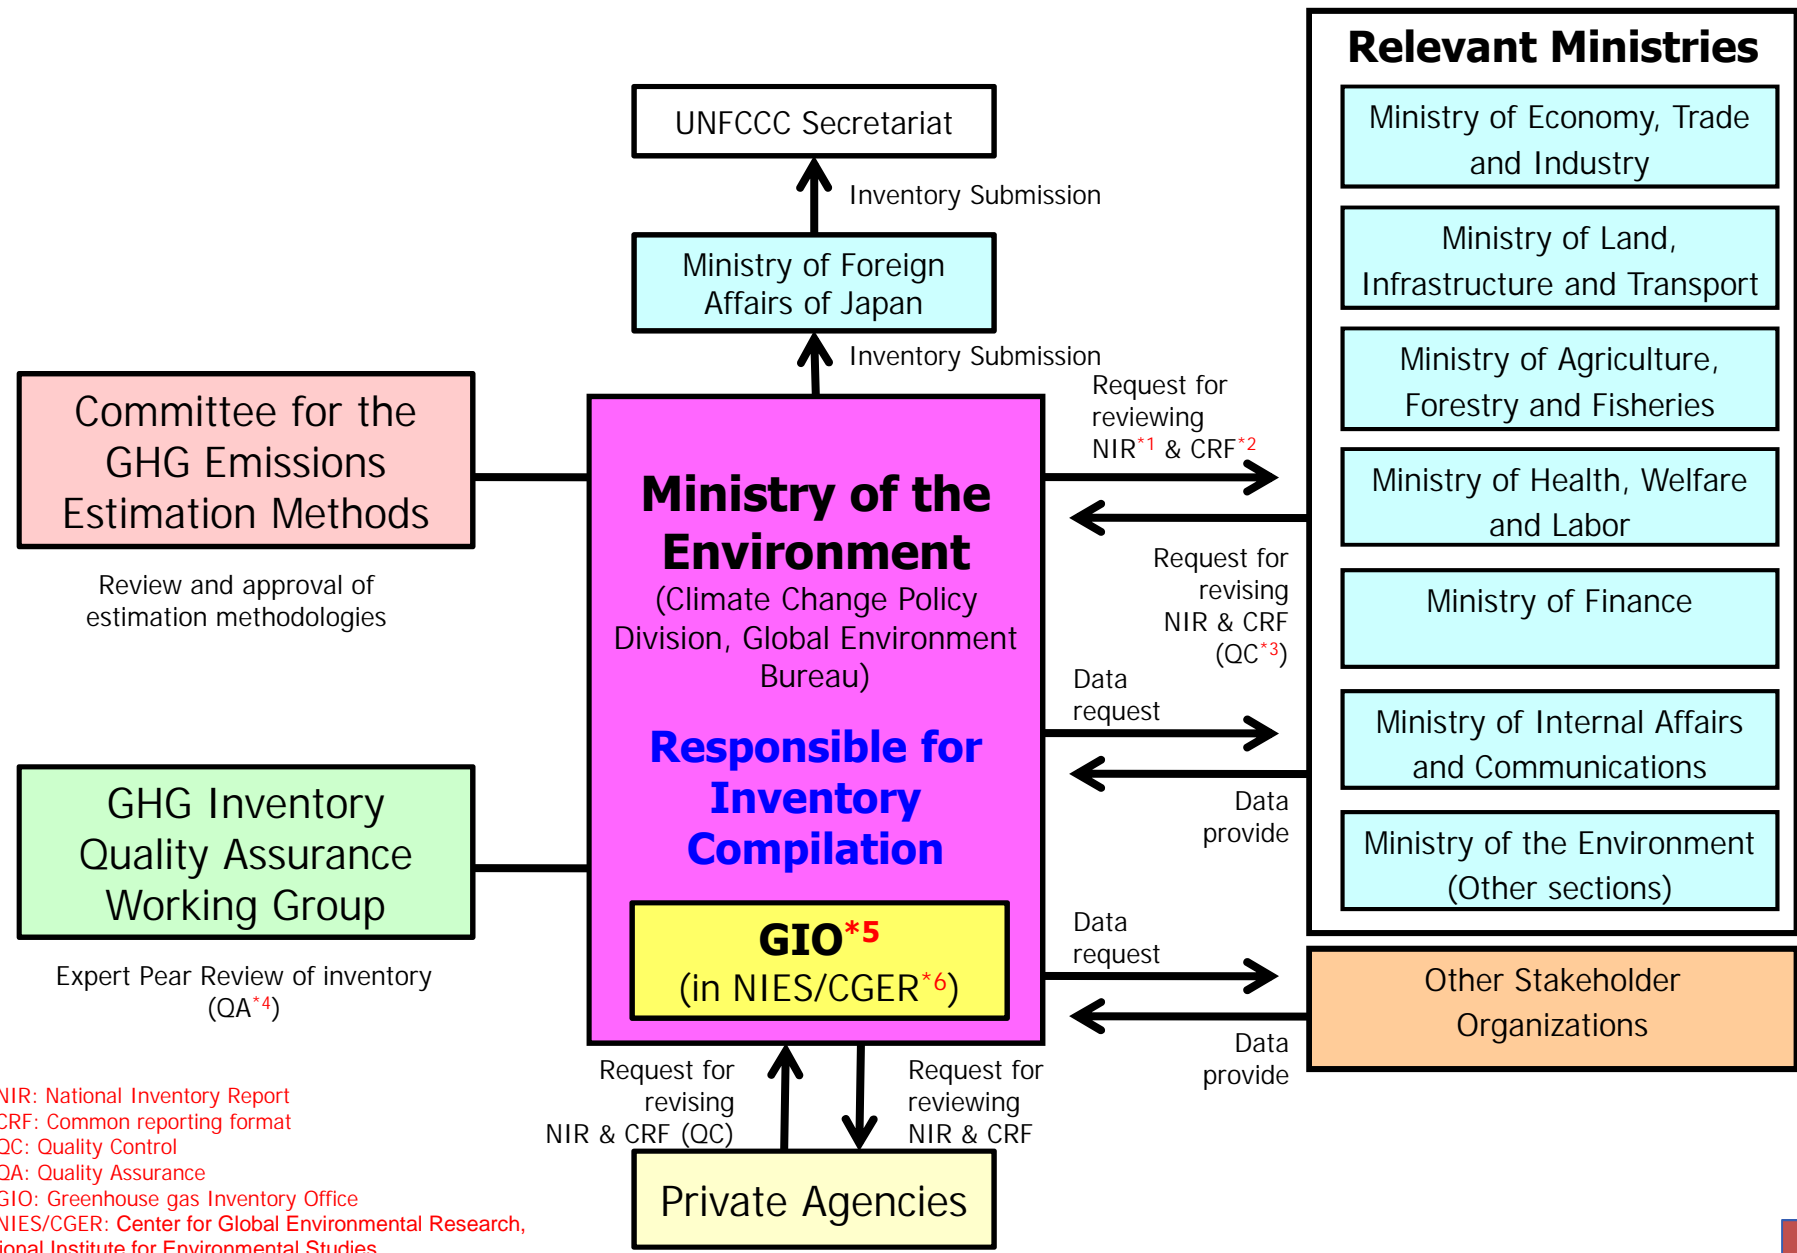 Relevant Ministries
Ministry of Economy, Trade
and Industry
Ministry of Land,
Infrastructure and Transport
Ministry of Agriculture,
Forestry and Fisheries
Ministry of Health, Welfare
and Labor
Ministry of Finance
Ministry of Internal Affairs
and Communications
Ministry of the Environment
(Other sections)
Other Stakeholder
Organizations
UNFCCC Secretariat
Inventory Submission
Ministry of Foreign
Affairs of Japan
Inventory Submission
Committee for the
GHG Emissions
Estimation Methods
Review and approval of
estimation methodologies
GHG Inventory
Quality Assurance
Working Group
Expert Pear Review of inventory
(QA*4)
Ministry of the
Environment
(Climate Change Policy
Division, Global Environment
Bureau)
Responsible for
Inventory
Compilation
GIO*5
(in NIES/CGER*6)
Request for
reviewing
NIR*1 & CRF*2
Request for
revising
NIR & CRF
(QC*3)
Data
request
Data
provide
Data
request
Data
provide
Request for
revising
NIR & CRF (QC)
Request for
reviewing
NIR & CRF
Private Agencies
NIR: National Inventory Report
CRF: Common reporting format
QC: Quality Control
QA: Quality Assurance
GIO: Greenhouse gas Inventory Office
NIES/CGER: Center for Global Environmental Research,
Institute for Environmental Studies